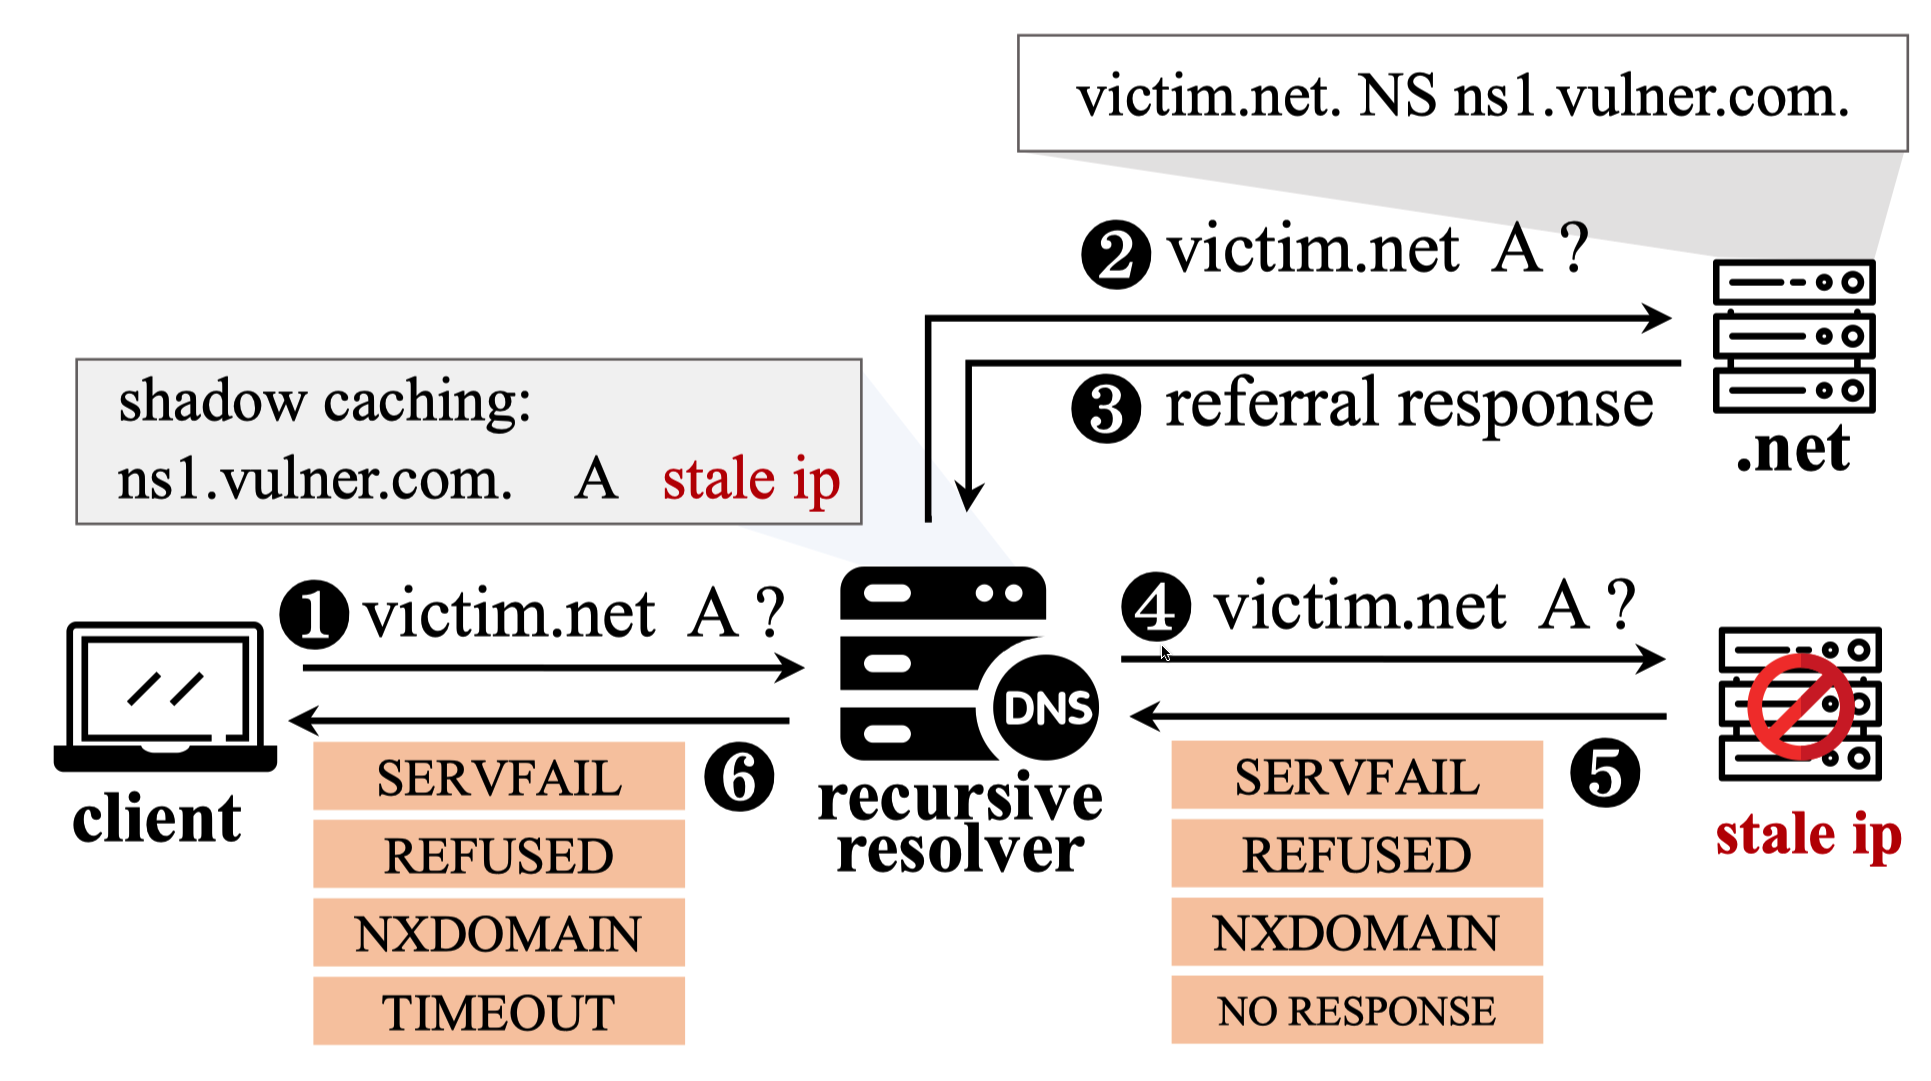 victim.net. NS ns1.vulner.com.
❷ victim.net A ?
❸ referral response
.net
shadow caching:
ns1.vulner.com. A stale ip
❶ victim.net A ?
❹ victim.net A ?
DNS
client
recursive
resolver
stale ip
❻
SERVFAIL
REFUSED
NXDOMAIN
TIMEOUT
❺
SERVFAIL
REFUSED
NXDOMAIN
NO RESPONSE